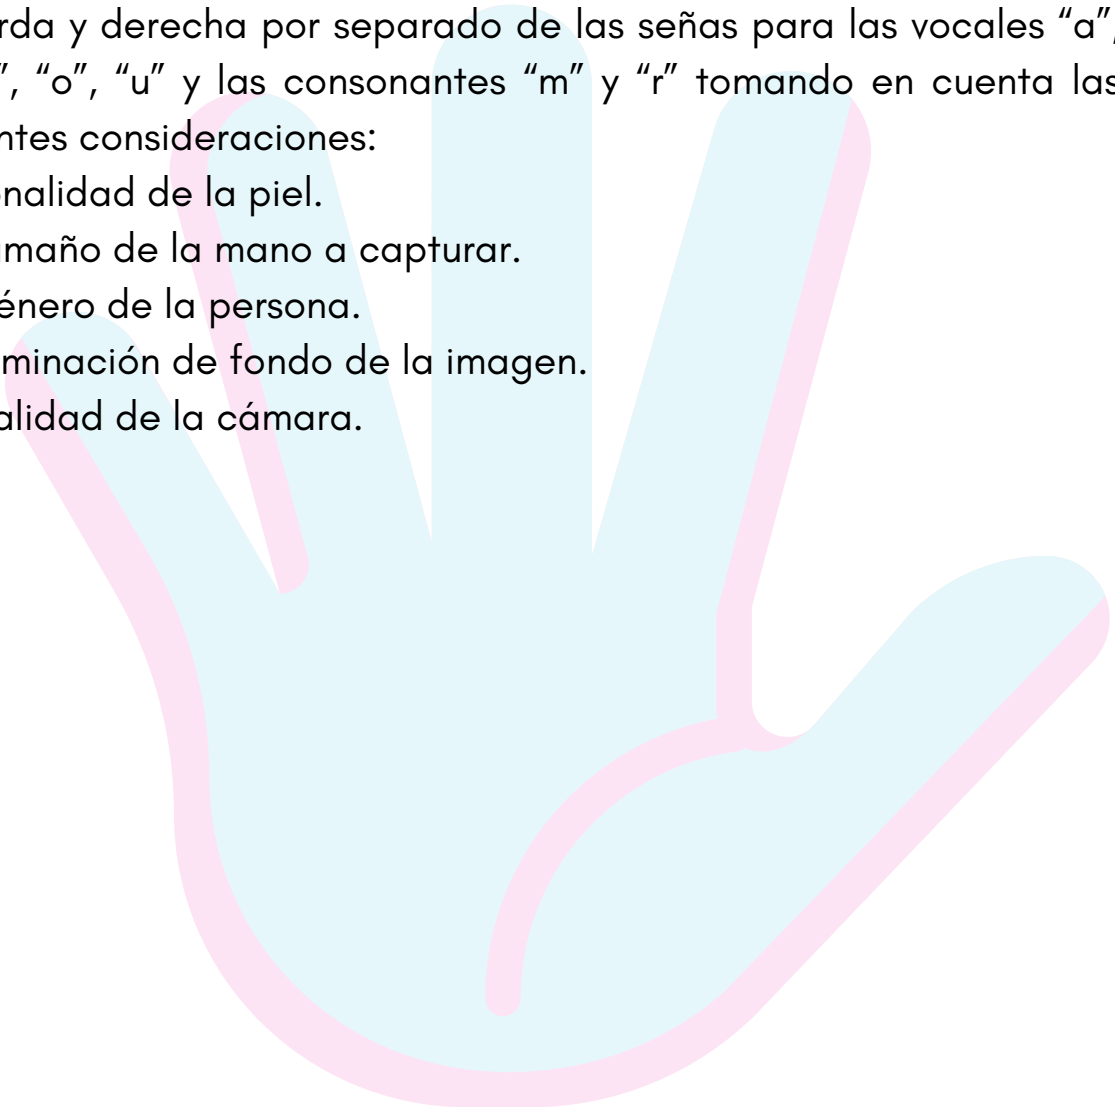 rda y derecha por separado de las señas para las vocales “a”,
”, “o”, “u” y las consonantes “m” y “r” tomando en cuenta las
ntes consideraciones:
nalidad de la piel.
maño de la mano a capturar.
énero de la persona.
minación de fondo de la imagen.
alidad de la cámara.